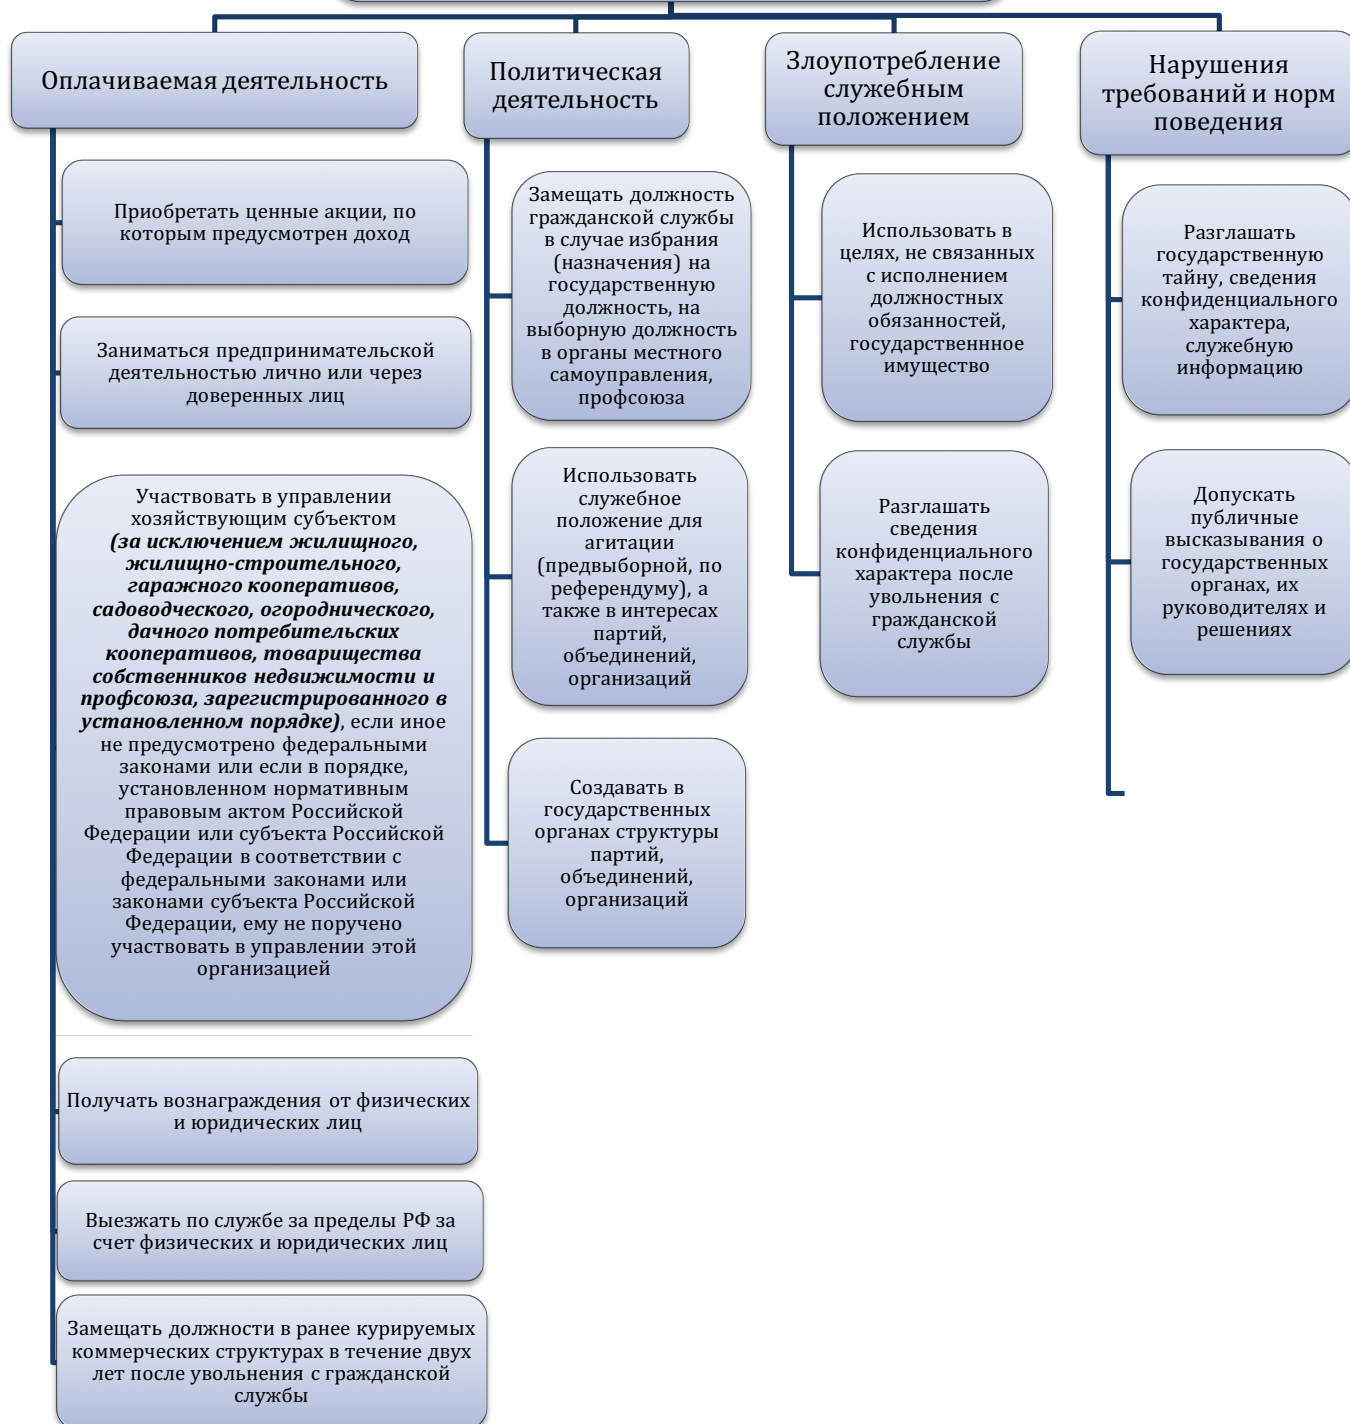 Оплачиваемая деятельность
Приобретать ценные акции, по
которым предусмотрен доход
Заниматься предпринимательской
деятельностью лично или через
доверенных лиц
Участвовать в управлении
хозяйствующим субъектом
(за исключением жилищного,
жилищно-строительного,
гаражного кооперативов,
садоводческого, огороднического,
дачного потребительских
кооперативов, товарищества
собственников недвижимости и
профсоюза, зарегистрированного в
установленном порядке), если иное
не предусмотрено федеральными
законами или если в порядке,
установленном нормативным
правовым актом Российской
Федерации или субъекта Российской
Федерации в соответствии с
федеральными законами или
законами субъекта Российской
Федерации, ему не поручено
участвовать в управлении этой
организацией
Получать вознаграждения от физических
и юридических лиц
Выезжать по службе за пределы РФ за
счет физических и юридических лиц
Замещать должности в ранее курируемых
коммерческих структурах в течение двух
лет после увольнения с гражданской
службы
Политическая
деятельность
Замещать должность
гражданской службы
в случае избрания
(назначения) на
государственную
должность, на
выборную должность
в органы местного
самоуправления,
профсоюза
Использовать
служебное
положение для
агитации
(предвыборной, по
референдуму), а
также в интересах
партий,
объединений,
организаций
Создавать в
государственных
органах структуры
партий,
объединений,
организаций
Злоупотребление
служебным
положением
Использовать в
целях, не связанных
с исполнением
должностных
обязанностей,
государственнное
имущество
Разглашать
сведения
конфиденциального
характера после
увольнения с
гражданской
службы
Нарушения
требований и норм
поведения
Разглашать
государственную
тайну, сведения
конфиденциального
характера,
служебную
информацию
Допускать
публичные
высказывания о
государственных
органах, их
руководителях и
решениях